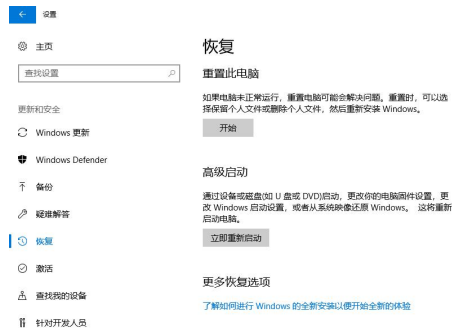 设置
主页
查找设置
更新和安全
Windows 更新
Windows Defender
备份
疑难解答
恢复
激活
查找我的设备
针对开发人员
恢复
重置此电脑
如果电脑未正常运行，重置电脑可能会解决问题。重置时，可以选
择保留个人文件或删除个人文件，然后重新安装 Windows。
开始
高级启动
通过设备或磁盘(如 U 盘或 DVD)启动，更改你的电脑固件设置，更
改 Windows 启动设置，或者从系统映像还原 Windows。 这将重新
启动电脑。
立即重新启动
更多恢复选项
了解如何进行 Windows 的全新安装以便开始全新的体验